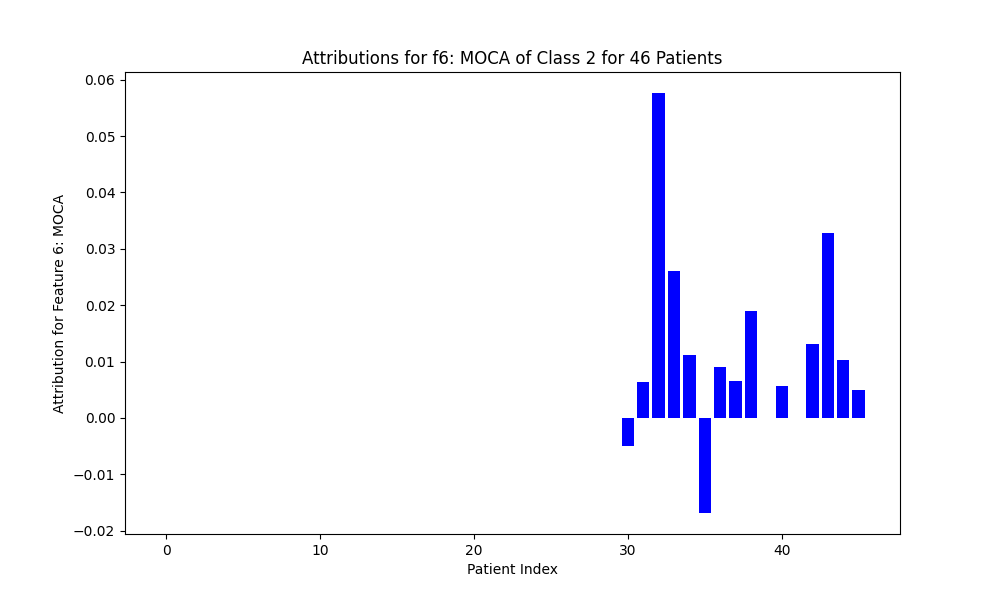 Attributions for f6: MOCA of Class 2 for 46 Patients
Attribution for Feature 6: MOCA
0.06
0.05
0.04
0.03
0.02
0.01
0.00
−0.01
−0.02
0 10 20 30 40
Patient Index